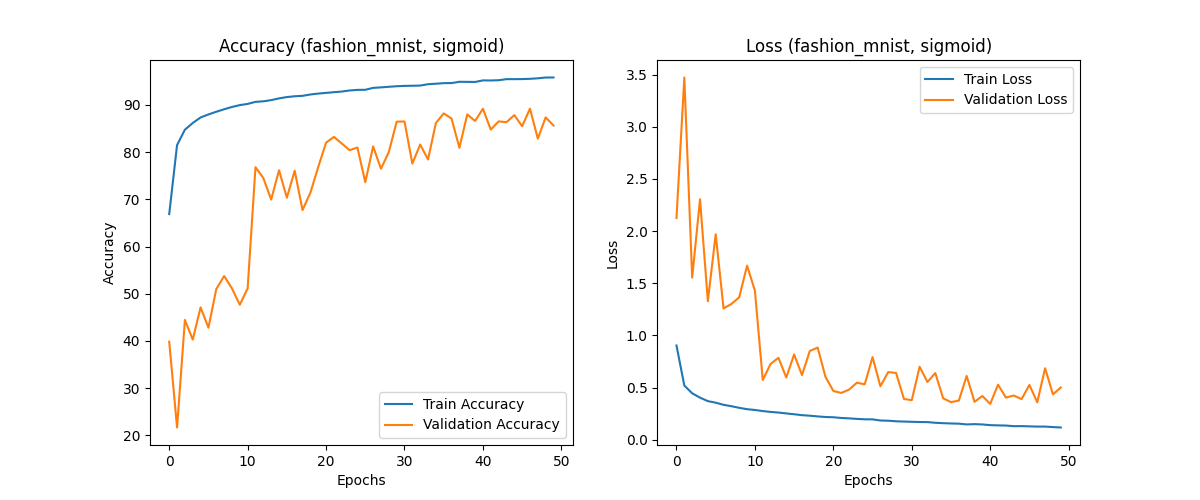 Accuracy (fashion_mnist, sigmoid)
Accuracy
90
80
70
60
50
40
30
20
Train Accuracy
Validation Accuracy
0 10 20 30 40 50
Epochs
Loss (fashion_mnist, sigmoid)
Loss
3.5
3.0
2.5
2.0
1.5
1.0
0.5
0.0
Train Loss
Validation Loss
0 10 20 30 40 50
Epochs